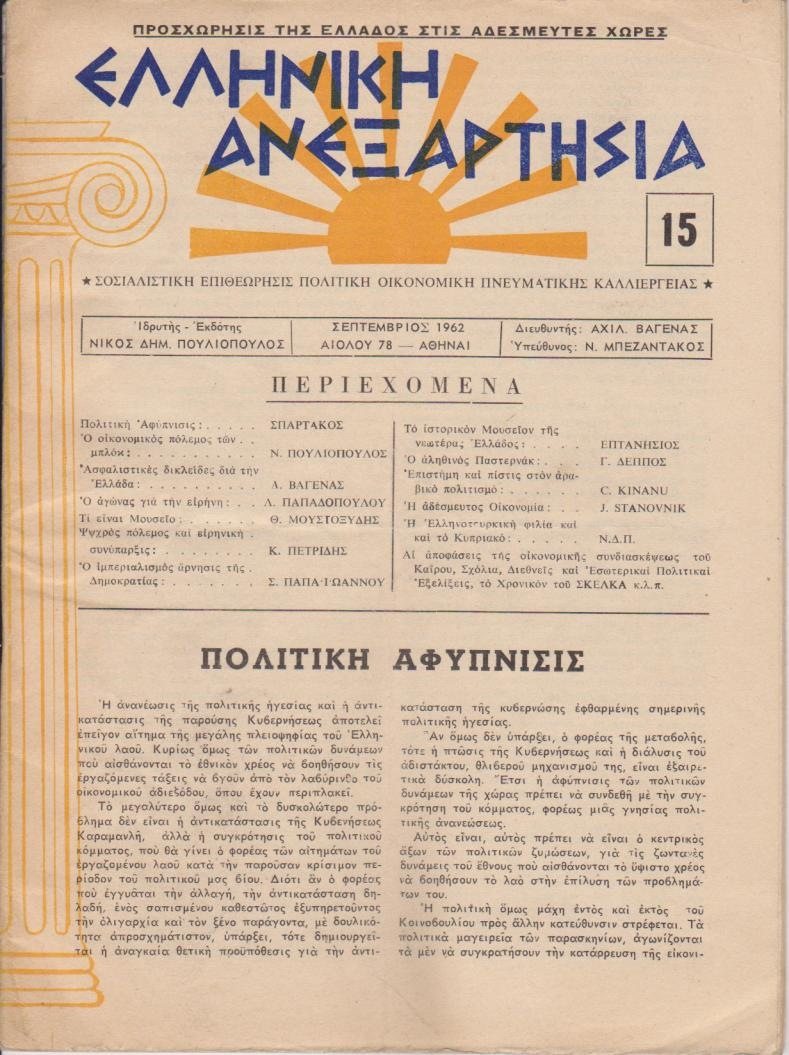 ΠΡΟΣΧΩΡΗΣΙΣ ΤΗΣ ΕΛΛΑΔΟΣ ΣΤΙΣ ΑΔΕΣΜΕΥΤΕΣ ΧΩΡΕΣ
ΕΛΛΗΝΙΚΗ
ΑΝΕΞΑΡΤΗΣΙΑ
15
★ ΣΟΣΙΑΛΙΣΤΙΚΗ ΕΠΙΘΕΩΡΗΣΙΣ ΠΟΛΙΤΙΚΗ ΟΙΚΟΝΟΜΙΚΗ ΠΝΕΥΜΑΤΙΚΗΣ ΚΑΛΛΙΕΡΓΕΙΑΣ ★
Ἱδρυτὴς - Ἐκδότης
ΝΙΚΟΣ ΔΗΜ. ΠΟΥΛΙΟΠΟΥΛΟΣ
ΣΕΠΤΕΜΒΡΙΟΣ 1962
ΑΙΟΛΟΥ 78 — ΑΘΗΝΑΙ
Διευθυντής: ΑΧΙΛ. ΒΑΓΕΝΑΣ
Ὑπεύθυνος: Ν. ΜΠΕΖΑΝΤΑΚΟΣ
ΠΕΡΙΕΧΟΜΕΝΑ
Πολιτικὴ Ἀφύπνισις : . . . . . ΣΠΑΡΤΑΚΟΣ
Ὁ οἰκονομικὸς πόλεμος τῶν . .
μπλόκ : . . . . . . . . . . . Ν. ΠΟΥΛΙΟΠΟΥΛΟΣ
Ἀσφαλιστικὲς δικλεῖδες διὰ τὴν
Ἑλλάδα : . . . . . . . . . . Λ. ΒΑΓΕΝΑΣ
Ὁ ἀγώνας γιὰ τὴν εἰρήνη : . . Λ. ΠΑΠΑΔΟΠΟΥΛΟΥ
Τί εἶναι Μουσεῖο : . . . . . . Θ. ΜΟΥΣΤΟΞΥΔΗΣ
Ψυχρὸς πόλεμος καὶ εἰρηνικὴ .
συνύπαρξις : . . . . . . . . Κ. ΠΕΤΡΙΔΗΣ
Ὁ ἰμπεριαλισμὸς ἄρνησις τῆς .
Δημοκρατίας : . . . . . . . Σ. ΠΑΠΑ·Ι·ΩΑΝΝΟΥ
Τὸ ἱστορικὸν Μουσεῖον τῆς
νεωτέρας Ἑλλάδος : . . . . ΕΠΤΑΝΗΣΙΟΣ
Ὁ ἀληθινὸς Παστερνάκ : . . . Γ. ΔΕΠΠΟΣ
Ἐπιστήμη καὶ πίστις στὸν ἀρα-
βικὸ πολιτισμό : . . . . . . C. KINANU
Ἡ ἀδέσμευτος Οἰκονομία : . . J. STANOVNIK
Ἡ Ἑλληνοτουρκικὴ φιλία καὶ
καὶ τὸ Κυπριακό : . . . . . Ν.Δ.Π.
Αἱ ἀποφάσεις τῆς οἰκονομικῆς συνδιασκέψεως τοῦ
Καΐρου, Σχόλια, Διεθνεῖς καὶ Ἐσωτερικαὶ Πολιτικαὶ
Ἐξελίξεις, τὸ Χρονικὸν τοῦ ΣΚΕΛΚΑ κ.λ.π.
ΠΟΛΙΤΙΚΗ ΑΦΥΠΝΙΣΙΣ
Ἡ ἀνανέωσις τῆς πολιτικῆς ἡγεσίας καὶ ἡ ἀντι-
κατάστασις τῆς παρούσης Κυβερνήσεως ἀποτελεῖ
ἐπεῖγον αἴτημα τῆς μεγάλης πλειοψηφίας τοῦ Ἑλλη-
νικοῦ λαοῦ. Κυρίως ὅμως τῶν πολιτικῶν δυνάμεων
ποὺ αἰσθάνονται τὸ ἐθνικὸν χρέος νὰ βοηθήσουν τὶς
ἐργαζόμενες τάξεις νὰ βγοῦν ἀπὸ τὸν λαβύρινθο τοῦ
οἰκονομικοῦ ἀδιεξόδου, ὅπου ἔχουν περιπλακεῖ.
Τὸ μεγαλύτερο ὅμως καὶ τὸ δυσκολώτερο πρό-
βλημα δὲν εἶναι ἡ ἀντικατάστασις τῆς Κυβενήσεως
Καραμανλῆ, ἀλλὰ ἡ συγκρότησις τοῦ πολιτικοῦ
κόμματος, ποὺ θὰ γίνει ὁ φορέας τῶν αἰτημάτων τοῦ
ἐργαζομένου λαοῦ κατὰ τὴν παροῦσαν κρίσιμον πε-
ρίοδον τοῦ πολιτικοῦ μας βίου. Διότι ἂν ὁ φορέας
ποὺ ἐγγυᾶται τὴν ἀλλαγή, τὴν ἀντικατάσταση δη-
λαδή, ἑνὸς σαπισμένου καθεστῶτος ἐξυπηρετοῦντος
τὴν ὀλιγαρχία καὶ τὸν ξένο παράγοντα, μὲ δουλικό-
τητα ἀπροσχημάτιστον, ὑπάρξει, τότε δημιουργεῖ-
ται ἡ ἀναγκαία θετικὴ προϋπόθεσις γιὰ τὴν ἀντι-
κατάσταση τῆς κυβερνώσης ἐφθαρμένης σημερινῆς
πολιτικῆς ἡγεσίας.
Ἂν ὅμως δὲν ὑπάρξει, ὁ φορέας τῆς μεταβολῆς,
τότε ἡ πτῶσις τῆς Κυβερνήσεως καὶ ἡ διάλυσις τοῦ
ἀδιστάκτου, θλιβεροῦ μηχανισμοῦ της, εἶναι ἐξαιρε-
τικὰ δύσκολη. Ἔτσι ἡ ἀφύπνισις τῶν πολιτικῶν
δυνάμεων τῆς χώρας πρέπει νὰ συνδεθῆ μὲ τὴν συγ-
κρότηση τοῦ κόμματος, φορέως μιᾶς γνησίας πολι-
τικῆς ἀνανεώσεως.
Αὐτὸς εἶναι, αὐτὸς πρέπει νὰ εἶναι ὁ κεντρικὸς
ἄξων τῶν πολιτικῶν ζυμώσεων, γιὰ τὶς ζωντανὲς
δυνάμεις τοῦ ἔθνους ποὺ αἰσθάνονται τὸ ὕψιστο χρέος
νὰ βοηθήσουν τὸ λαὸ στὴν ἐπίλυση τῶν προβλημά-
των του.
Ἡ πολιτικὴ ὅμως μάχη ἐντὸς καὶ ἐκτὸς τοῦ
Κοινοβουλίου πρὸς ἄλλην κατεύθυνσιν στρέφεται. Τὰ
πολιτικὰ μαγειρεῖα τῶν παρασκηνίων, ἀγωνίζονται
τὰ μὲν νὰ συγκρατήσουν τὴν κατάρρευση τῆς εἰκονι-